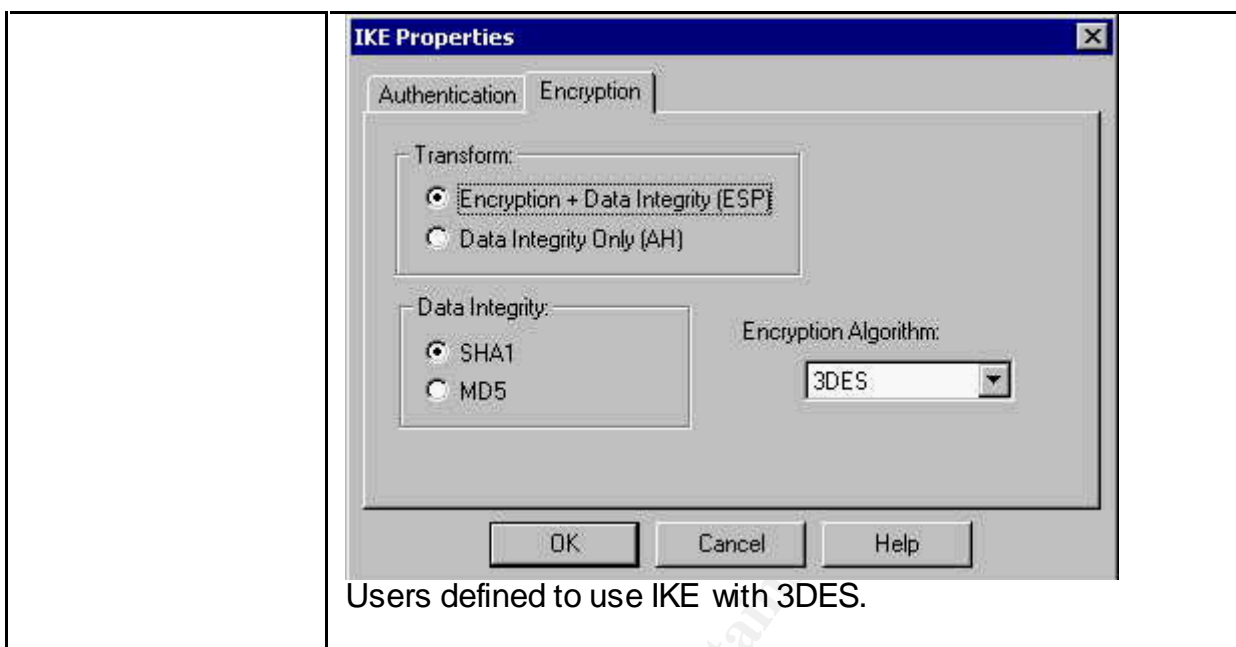 IKE Properties
Authentication
Encryption
Transform:
Encryption + Data Integrity (ESP)
Data Integrity Only (AH)
Data Integrity:
SHA1
MD5
Encryption Algorithm:
3DES
OK
Cancel
Help
Users defined to use IKE with 3DES.